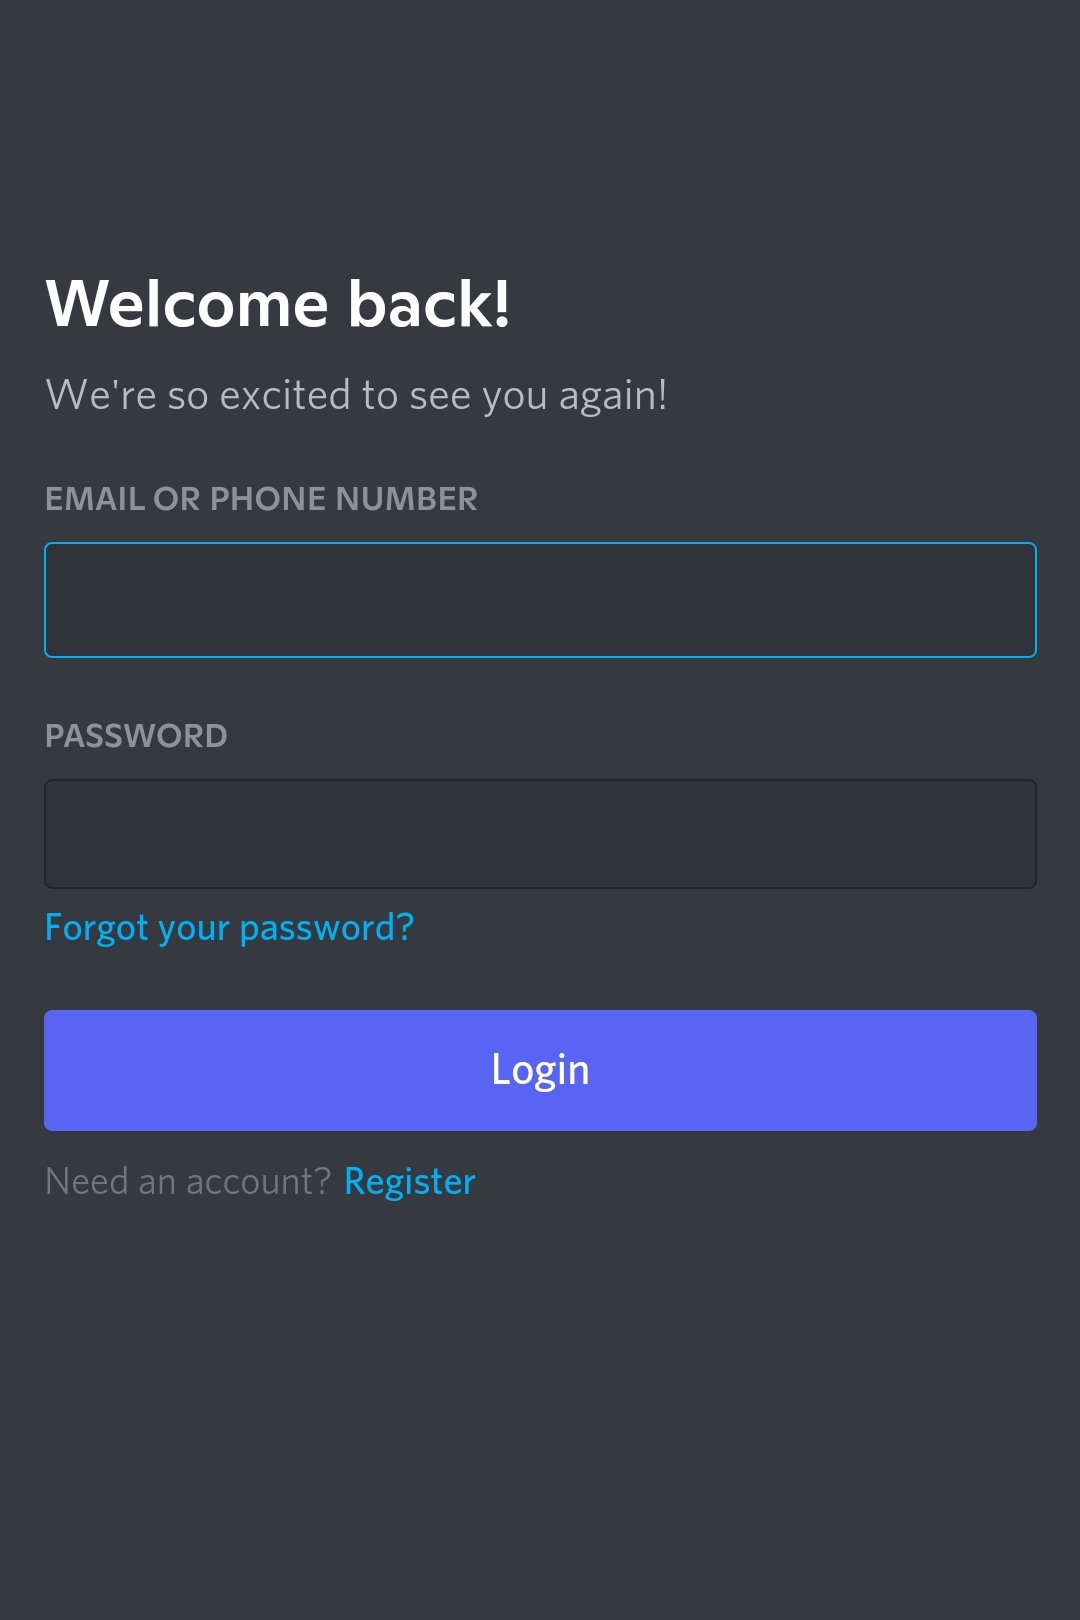 Welcome back!
We're so excited to see you again!
EMAIL OR PHONE NUMBER
PASSWORD
Forgot your password?
Login
Need an account? Register